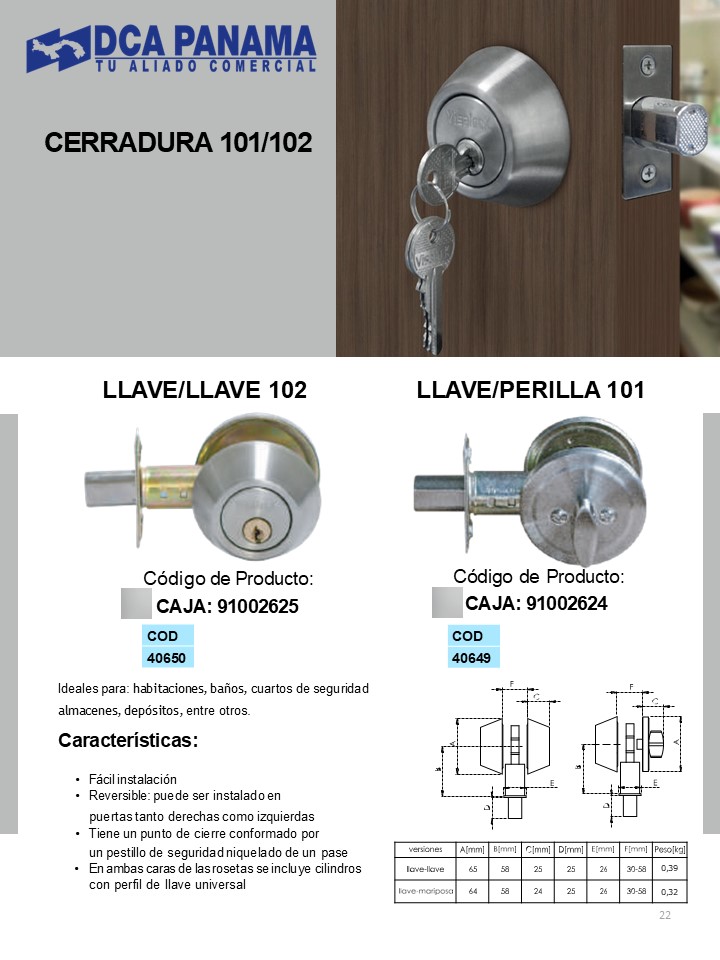 DCA PANAMA
TU ALIADO COMERCIAL
CERRADURA 101/102
LLAVE/LLAVE 102
LLAVE/PERILLA 101
Código de Producto:
CAJA: 91002625
COD
40650
Código de Producto:
CAJA: 91002624
COD
40649
Ideales para: habitaciones, baños, cuartos de seguridad
almacenes, depósitos, entre otros.
Características:
• Fácil instalación
• Reversible: puede ser instalado en
puertas tanto derechas como izquierdas
• Tiene un punto de cierre conformado por
un pestillo de seguridad niquelado de un pase
• En ambas caras de las rosetas se incluye cilindros
con perfil de llave universal
F
C
A
B
E
D
F
C
A
B
E
D
versiones A[mm] B[mm] C[mm] D[mm] E[mm] F[mm] Peso[kg]
llave-llave 65 58 25 25 26 30-58 0,39
llave-mariposa 64 58 24 25 26 30-58 0,32
22